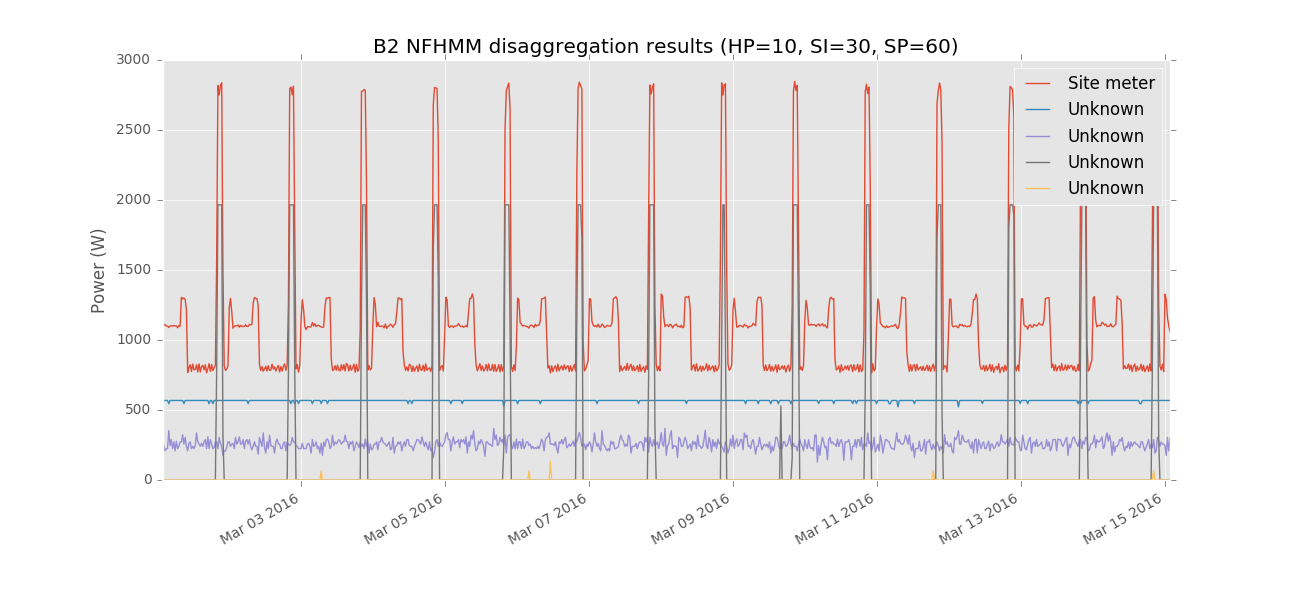 B2 NFHMM disaggregation results (HP=10, SI=30, SP=60)
3000
2500
2000
1500
1000
500
0
Power (W)
Site meter
Unknown
Unknown
Unknown
Unknown
Mar 03 2016
Mar 05 2016
Mar 07 2016
Mar 09 2016
Mar 11 2016
Mar 13 2016
Mar 15 2016